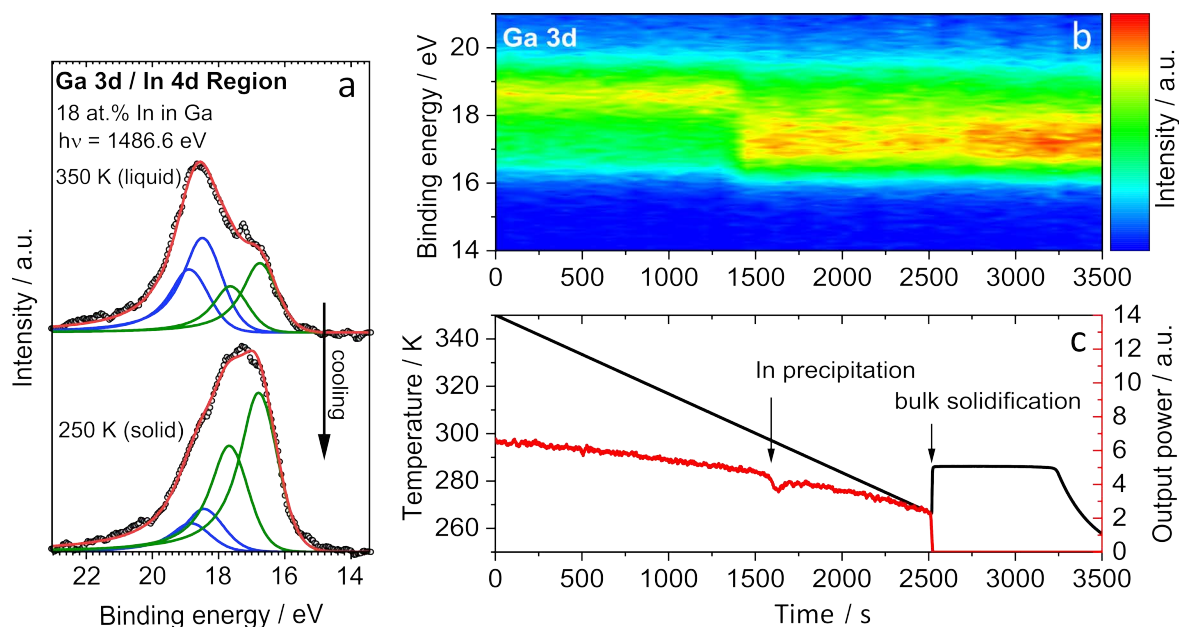 Ga 3d / In 4d Region
a
18 at.% In in Ga
hν = 1486.6 eV
350 K (liquid)
cooling
250 K (solid)
Intensity / a.u.
22 20 18 16 14
Binding energy / eV
Ga 3d
b
Binding energy / eV
20
18
16
14
0 500 1000 1500 2000 2500 3000 3500
Intensity / a.u.
c
In precipitation
bulk solidification
Temperature / K
340
320
300
280
260
Output power / a.u.
14
12
10
8
6
4
2
0
0 500 1000 1500 2000 2500 3000 3500
Time / s